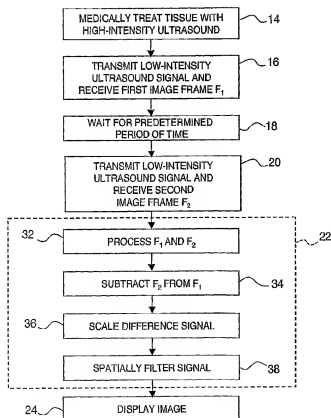 MEDICALLY TREAT TISSUE WITH
HIGH-INTENSITY ULTRASOUND
14
TRANSMIT LOW-INTENSITY
ULTRASOUND SIGNAL AND
RECEIVE FIRST IMAGE FRAME F₁
16
WAIT FOR PREDETERMINED
PERIOD OF TIME
18
TRANSMIT LOW-INTENSITY
ULTRASOUND SIGNAL AND
RECEIVE SECOND
IMAGE FRAME F₂
20
22
32
PROCESS F₁ AND F₂
SUBTRACT F₂ FROM F₁
34
36
SCALE DIFFERENCE SIGNAL
SPATIALLY FILTER SIGNAL
38
24
DISPLAY IMAGE